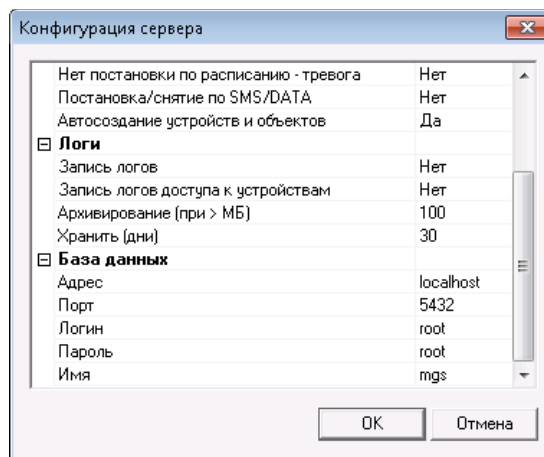 Конфигурация сервера
Нет постановки по расписанию - тревога Нет
Постановка/снятие по SMS/DATA Нет
Автосоздание устройств и объектов Да
Логи
Запись логов Нет
Запись логов доступа к устройствам Нет
Архивирование (при > МБ) 100
Хранить (дни) 30
База данных
Адрес localhost
Порт 5432
Логин root
Пароль root
Имя mgs
OK Отмена